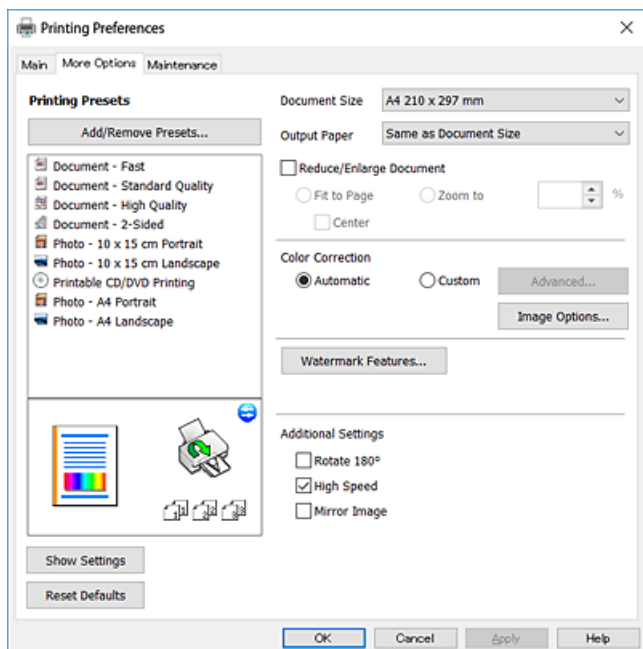 Printing Preferences
Main
More Options
Maintenance
Printing Presets
Add/Remove Presets...
Document - Fast
Document - Standard Quality
Document - High Quality
Document - 2-Sided
Photo - 10 x 15 cm Portrait
Photo - 10 x 15 cm Landscape
Printable CD/DVD Printing
Photo - A4 Portrait
Photo - A4 Landscape
Show Settings
Reset Defaults
Document Size
A4 210 x 297 mm
Output Paper
Same as Document Size
Reduce/Enlarge Document
Fit to Page
Zoom to
%
Center
Color Correction
Automatic
Custom
Advanced...
Image Options...
Watermark Features...
Additional Settings
Rotate 180°
High Speed
Mirror Image
OK
Cancel
Apply
Help